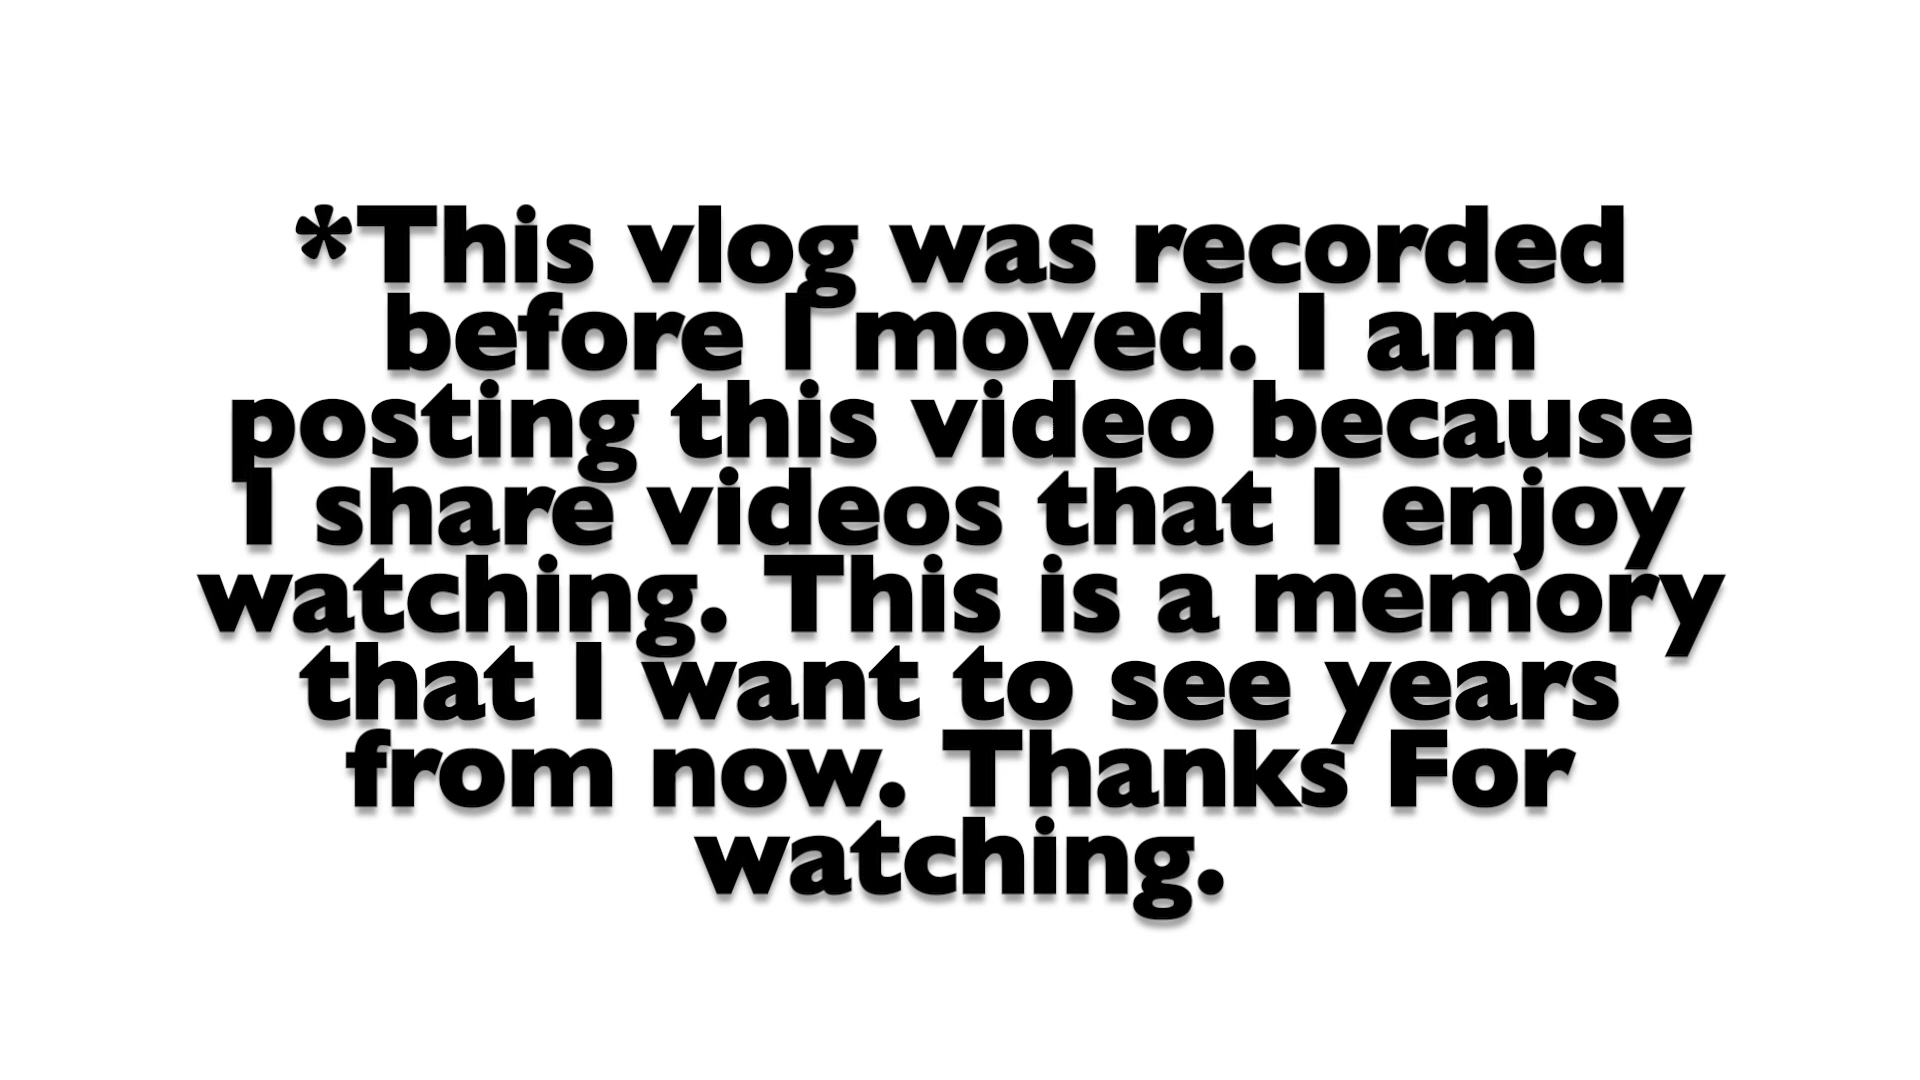 *This vlog was recorded
before I moved. I am
posting this video because
I share videos that I enjoy
watching. This is a memory
that I want to see years
from now. Thanks For
watching.